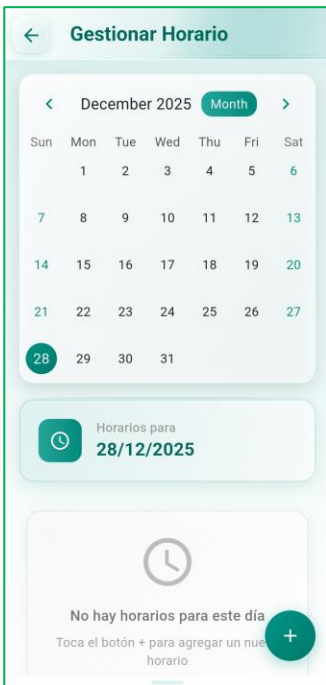 Gestionar Horario
December 2025 Month
Sun Mon Tue Wed Thu Fri Sat
1 2 3 4 5 6
7 8 9 10 11 12 13
14 15 16 17 18 19 20
21 22 23 24 25 26 27
28 29 30 31
Horarios para
28/12/2025
No hay horarios para este día
Toca el botón + para agregar un
horario
+